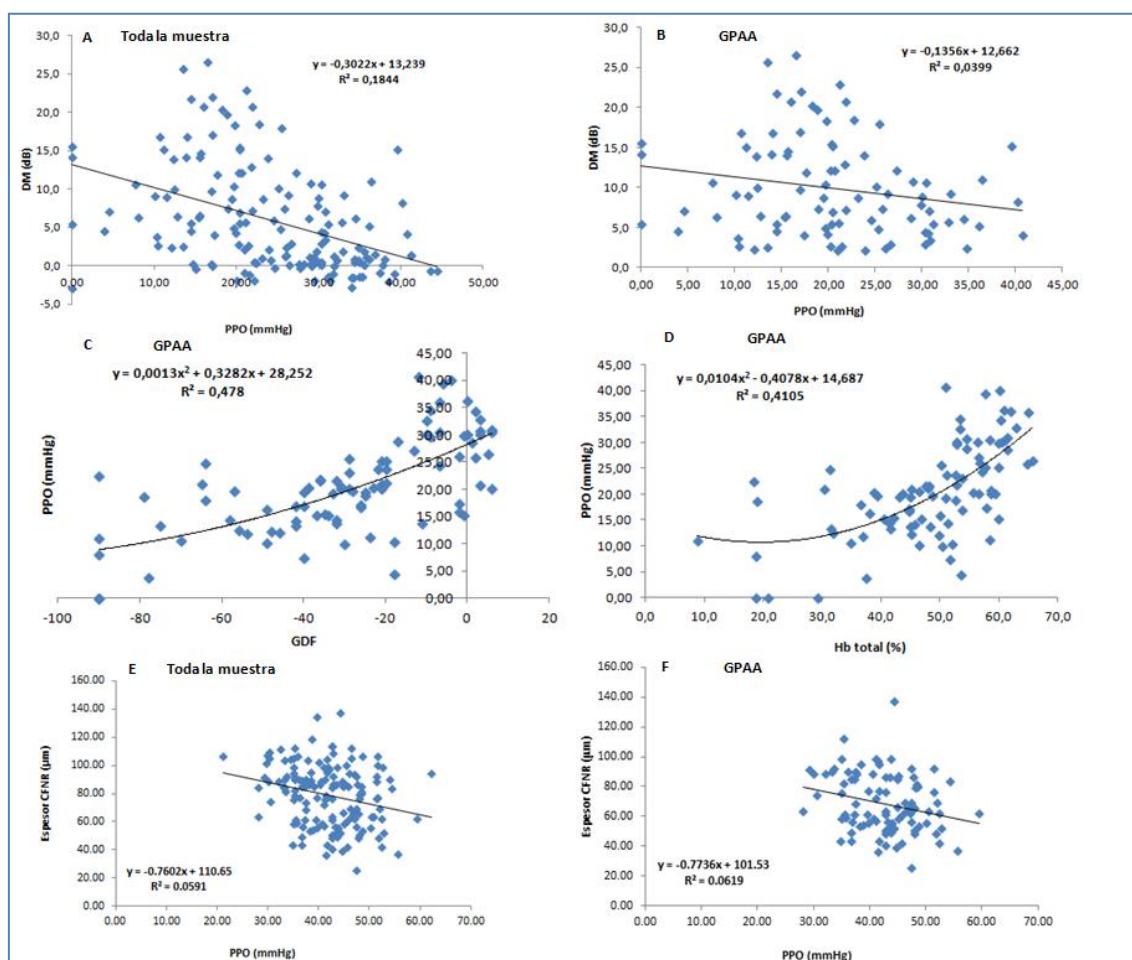 A Toda la muestra
y = -0,3022x + 13,239
R² = 0,1844
DM (dB)
30,0
25,0
20,0
15,0
10,0
5,0
0,0
-5,0
0,00 10,00 20,00 30,00 40,00 50,00
PPO (mmHg)
B GPAA
y = -0,1356x + 12,662
R² = 0,0399
DM (dB)
30,0
25,0
20,0
15,0
10,0
5,0
0,0
0,00 5,00 10,00 15,00 20,00 25,00 30,00 35,00 40,00 45,00
PPO (mmHg)
C GPAA
y = 0,0013x² + 0,3282x + 28,252
R² = 0,478
PPO (mmHg)
45,00
40,00
35,00
30,00
25,00
20,00
15,00
10,00
5,00
0,00
-100 -80 -60 -40 -20 0 20
GDF
D GPAA
y = 0,0104x² - 0,4078x + 14,687
R² = 0,4105
PPO (mmHg)
45,00
40,00
35,00
30,00
25,00
20,00
15,00
10,00
5,00
0,00
0,0 10,0 20,0 30,0 40,0 50,0 60,0 70,0
Hb total (%)
E Toda la muestra
Espesor CFNR (µm)
160.00
140.00
120.00
100.00
80.00
60.00
40.00
20.00
0.00
y = -0.7602x + 110.65
R² = 0.0591
0.00 10.00 20.00 30.00 40.00 50.00 60.00 70.00
PPO (mmHg)
F GPAA
Espesor CFNR (µm)
160.00
140.00
120.00
100.00
80.00
60.00
40.00
20.00
0.00
y = -0.7736x + 101.53
R² = 0.0619
0.00 10.00 20.00 30.00 40.00 50.00 60.00 70.00
PPO (mmHg)